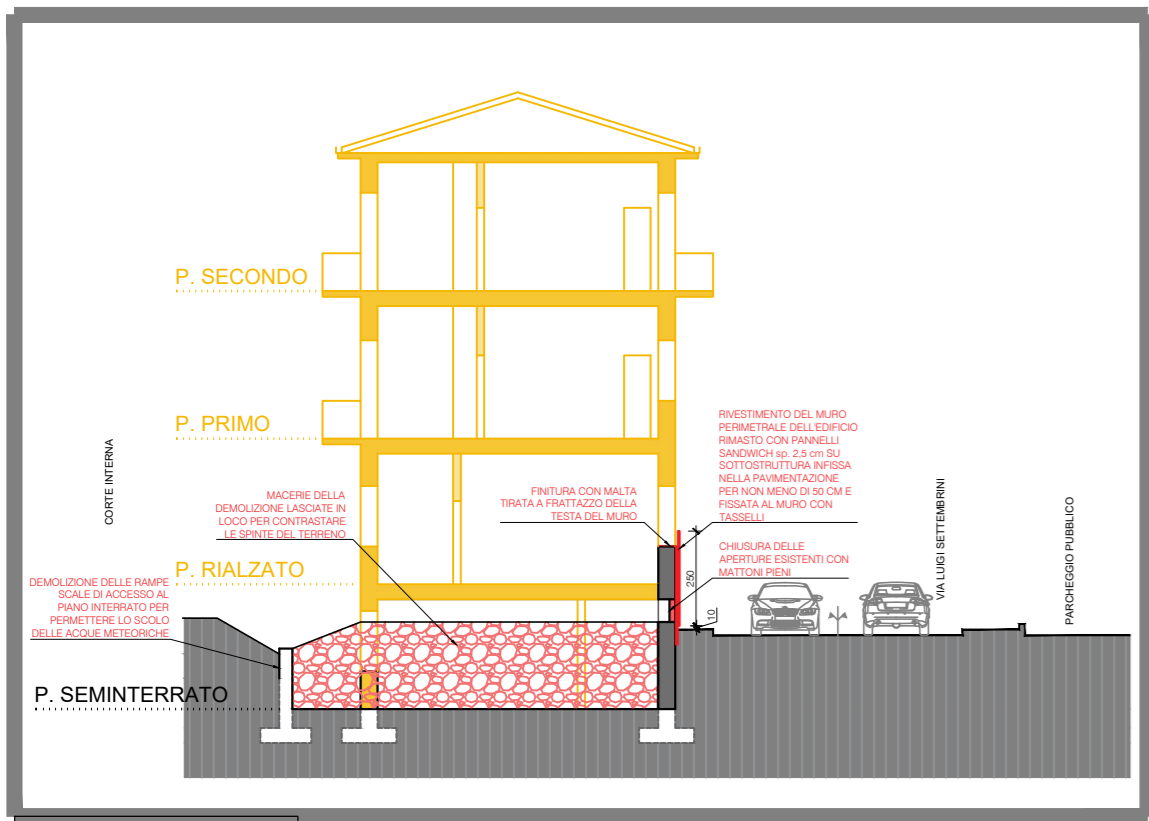 P. SECONDO
P. PRIMO
RIVESTIMENTO DEL MURO
PERIMETRALE DELL'EDIFICIO
RIMASTO CON PANNELLI
SANDWICH sp. 2,5 cm SU
SOTTOSTRUTTURA INFISSA
NELLA PAVIMENTAZIONE
PER NON MENO DI 50 CM E
FISSATA AL MURO CON
TASSELLI
CORTE INTERNA
MACERIE DELLA
DEMOLIZIONE LASCIATE IN
LOCO PER CONTRASTARE
LE SPINTE DEL TERRENO
FINITURA CON MALTA
TIRATA A FRATTAZZO DELLA
TESTA DEL MURO
CHIUSURA DELLE
APERTURE ESISTENTI CON
MATTONI PIENI
250
10
VIA LUIGI SETTEMBRINI
PARCHEGGIO PUBBLICO
P. RIALZATO
DEMOLIZIONE DELLE RAMPE
SCALE DI ACCESSO AL
PIANO INTERRATO PER
PERMETTERE LO SCOLO
DELLE ACQUE METEORICHE
P. SEMINTERRATO